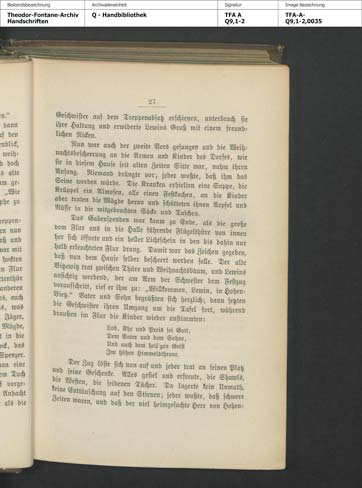 Bestandsbezeichnung
Theodor-Fontane-Archiv
Handschriften
Archivalieneinheit
Q - Handbibliothek
Signatur
TFA A
Q9,1-2
Image-Bezeichnung
TFA-A-
Q9,1-2,0035
27
Geschwister auf dem Treppenabsatz erschienen, unterbrach sie
ihre Haltung und erwiderte Lewins Gruß mit einem freund-
lichen Nicken.
Nun war auch der zweite Vers gesungen und die Weih-
nachtsbescherung an die Armen und Kinder des Dorfes, wie
sie in diesem Hause seit alten Zeiten Sitte war, nahm ihren
Anfang. Niemand drängte vor; jeder wußte, daß ihm das
Seine werden würde. Die Kranken erhielten eine Suppe, die
Krüppel ein Almosen, alle einen Festkuchen, an die Kinder
aber traten die Mägde heran und schütteten ihnen Äpfel und
Nüsse in die mitgebrachten Säcke und Taschen.
Das Gabenspenden war kaum zu Ende, als die große
vom Flur aus in die Halle führende Flügelthür von innen
her sich öffnete und ein heller Lichtschein in den bis dahin nur
halb erleuchteten Flur drang. Damit war das Zeichen gegeben,
daß nun dem Hause selber beschert werden solle. Der alte
Vitzewitz trat zwischen Thüre und Weihnachtsbaum, und Lewins
ansichtig werdend, der am Arm der Schwester dem Festzug
voraufschritt, rief er ihm zu: „Willkommen, Lewin, in Hohen-
Vietz.“ Vater und Sohn begrüßten sich herzlich; dann setzten
die Geschwister ihren Umgang um die Tafel fort, während
draußen im Flur die Kinder wieder anstimmten:
Lob, Ehr und Preis sei Gott,
Dem Vater und dem Sohne,
Und auch dem heil'gen Geist
Im hohen Himmelsthrone.
Der Zug löste sich nun auf und jeder trat an seinen Platz
und seine Geschenke. Alles gefiel und erfreute, die Shawls,
die Westen, die seidenen Tücher. Da lagerte kein Unmuth,
keine Enttäuschung auf den Stirnen; jeder wußte, daß schwere
Zeiten waren, und daß der viel heimgesuchte Herr von Hohen-